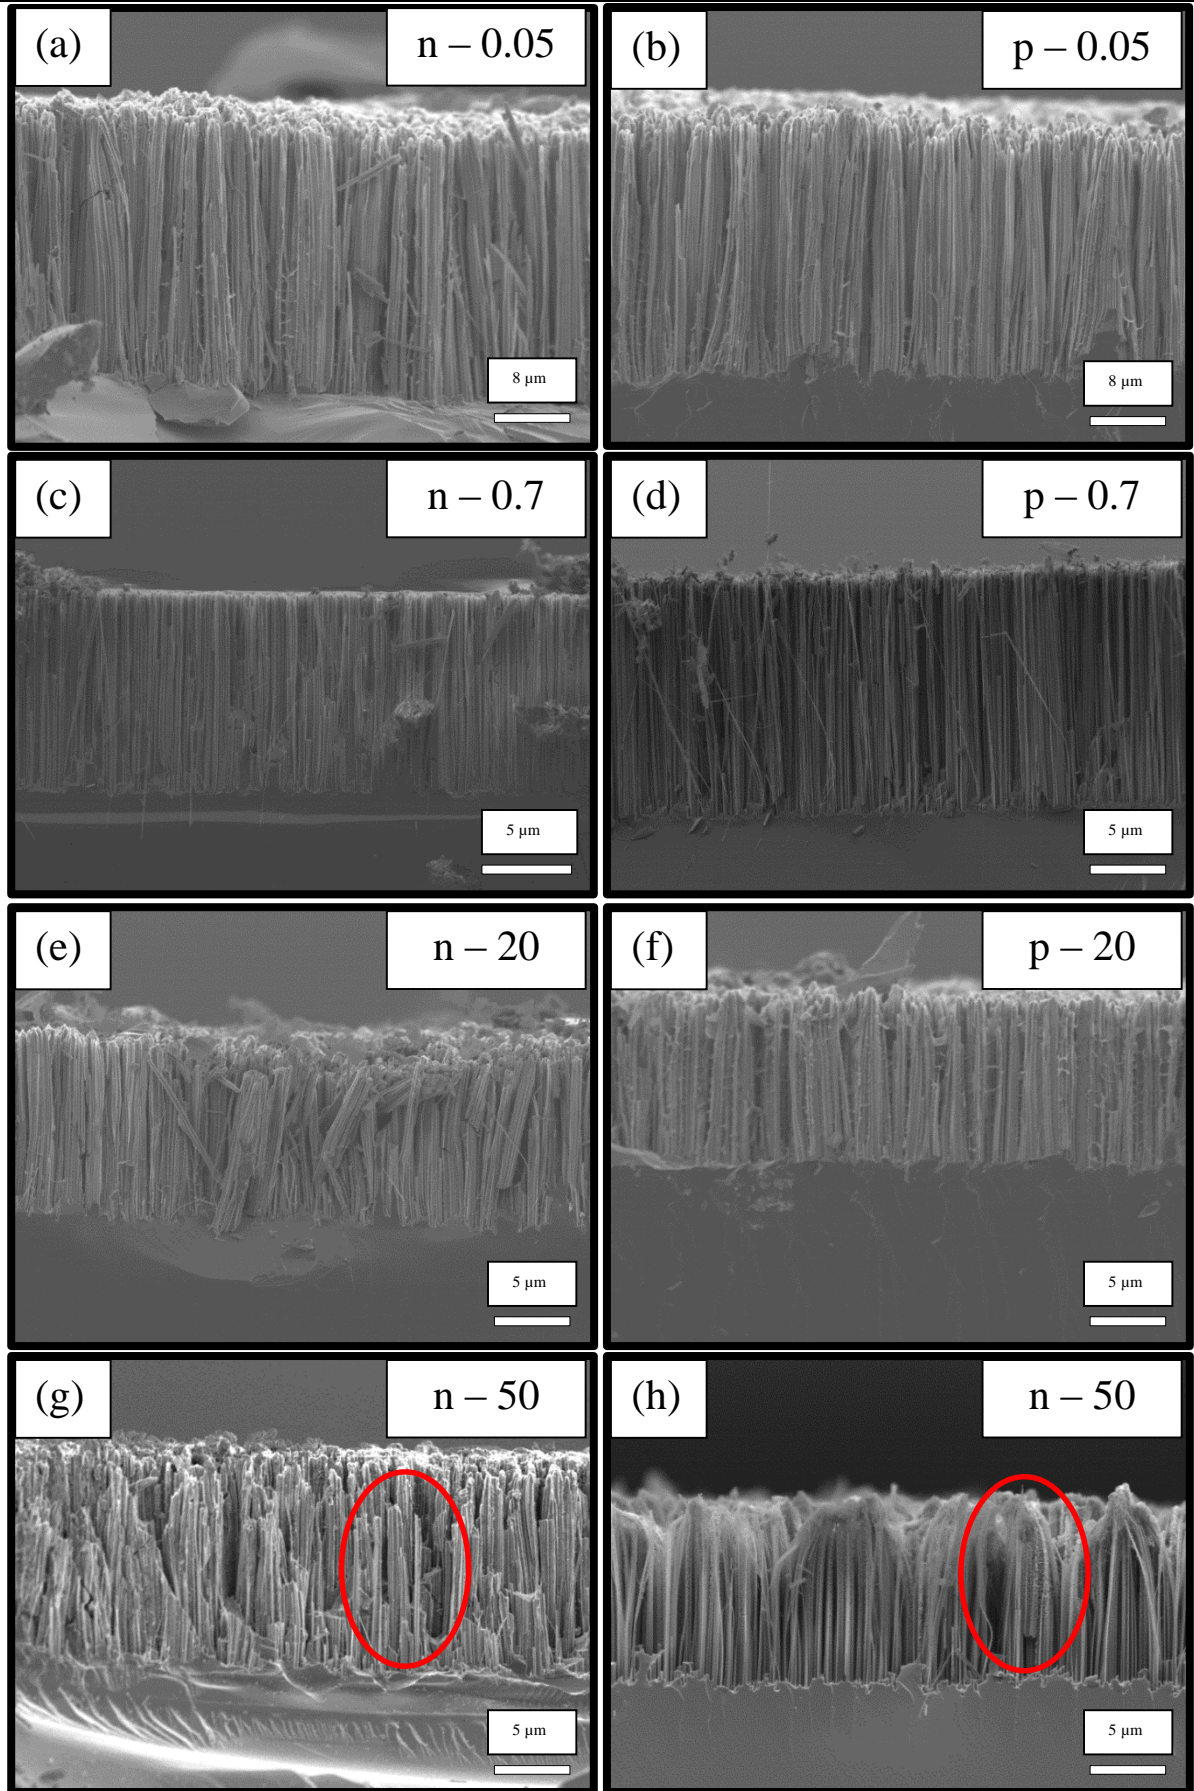 (a) n – 0.05
8 µm
(b) p – 0.05
8 µm
(c) n – 0.7
5 µm
(d) p – 0.7
5 µm
(e) n – 20
5 µm
(f) p – 20
5 µm
(g) n – 50
5 µm
(h) n – 50
5 µm